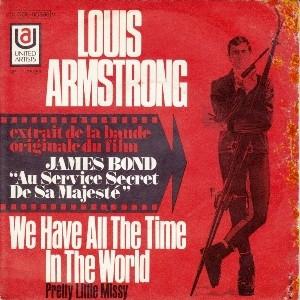 LOUIS
ARMSTRONG
UA
UNITED
ARTISTS
extrait de la bande
originale du film
JAMES BOND
“Au Service Secret
De Sa Majesté”
We Have All The Time
In The World
Pretty Little Missy